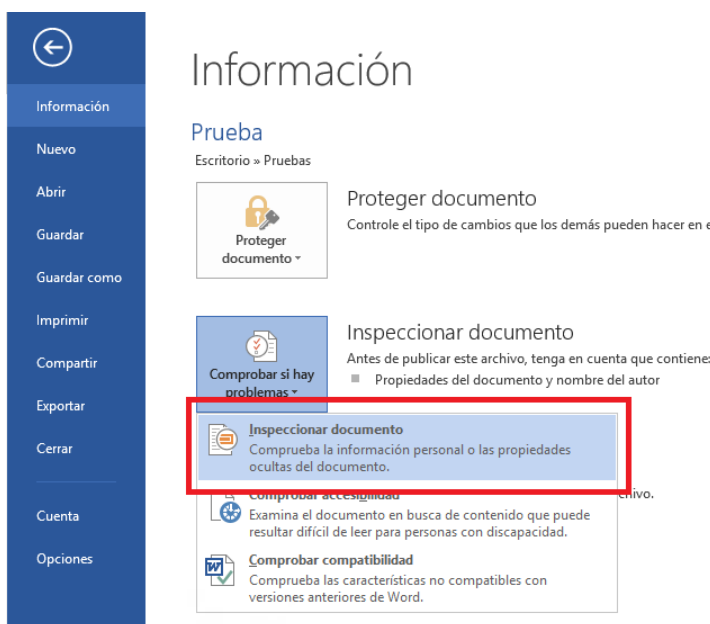 Información
Información
Nuevo
Abrir
Guardar
Guardar como
Imprimir
Compartir
Exportar
Cerrar
Cuenta
Opciones
Prueba
Escritorio » Pruebas
Proteger documento
Proteger documento
Controle el tipo de cambios que los demás pueden hacer en
Comprobar si hay
problemas
Inspeccionar documento
Antes de publicar este archivo, tenga en cuenta que contiene:
Propiedades del documento y nombre del autor
Inspeccionar documento
Comprueba la información personal o las propiedades
ocultas del documento.
Comprobar accesibilidad
Examina el documento en busca de contenido que puede
resultar difícil de leer para personas con discapacidad.
Comprobar compatibilidad
Comprueba las características no compatibles con
versiones anteriores de Word.